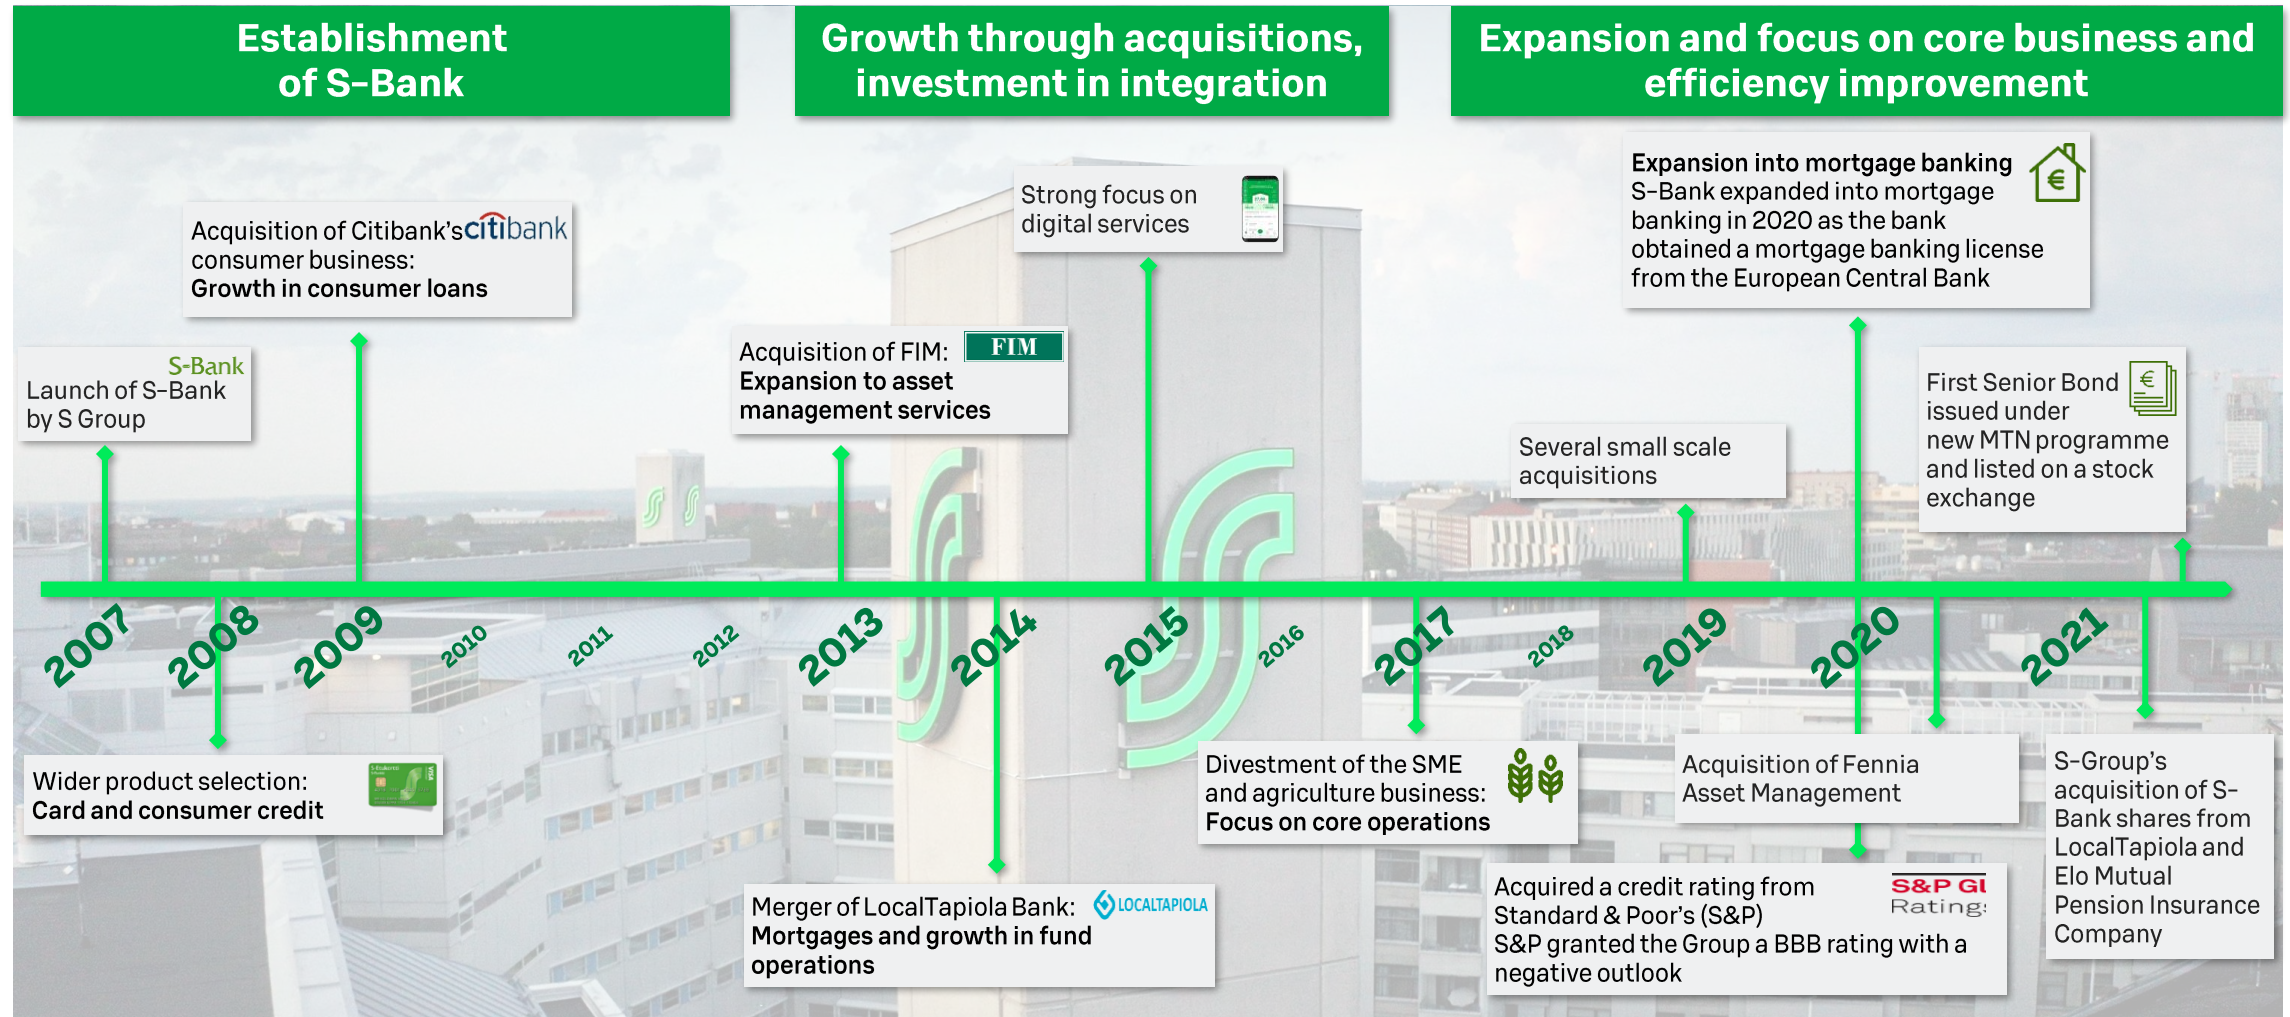 Establishment
of S-Bank
Growth through acquisitions,
investment in integration
Expansion and focus on core business and
efficiency improvement
S-Bank
Launch of S-Bank
by S Group
Acquisition of Citibank's citibank
consumer business:
Growth in consumer loans
Acquisition of FIM: FIM
Expansion to asset
management services
Strong focus on
digital services
Several small scale
acquisitions
Expansion into mortgage banking
S-Bank expanded into mortgage
banking in 2020 as the bank
obtained a mortgage banking license
from the European Central Bank
First Senior Bond
issued under
new MTN programme
and listed on a stock
exchange
2007
2008
2009
2010
2011
2012
2013
2014
2015
2016
2017
2018
2019
2020
2021
Wider product selection:
Card and consumer credit
VISA
Merger of LocalTapiola Bank: LOCALTAPIOLA
Mortgages and growth in fund
operations
Divestment of the SME
and agriculture business:
Focus on core operations
Acquisition of Fennia
Asset Management
Acquired a credit rating from
Standard & Poor's (S&P)
S&P granted the Group a BBB rating with a
negative outlook
S&P Gl
Ratings
S-Group's
acquisition of S-
Bank shares from
LocalTapiola and
Elo Mutual
Pension Insurance
Company